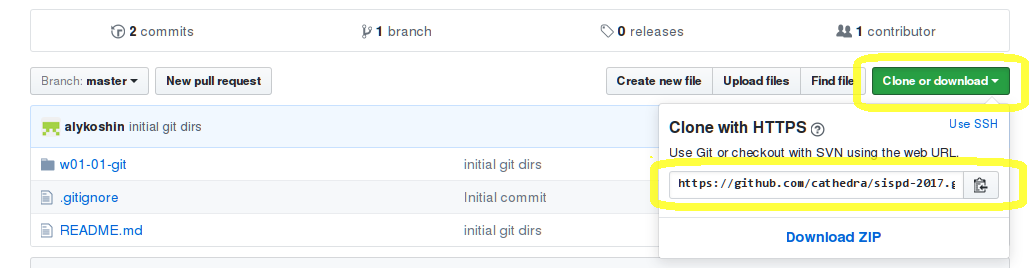 2 commits 1 branch 0 releases 1 contributor
Branch: master New pull request Create new file Upload files Find file Clone or download
alykoshin initial git dirs
Clone with HTTPS Use SSH
Use Git or checkout with SVN using the web URL.
w01-01-git initial git dirs
https://github.com/cathedra/sispd-2017.g
.gitignore Initial commit
README.md initial git dirs
Download ZIP